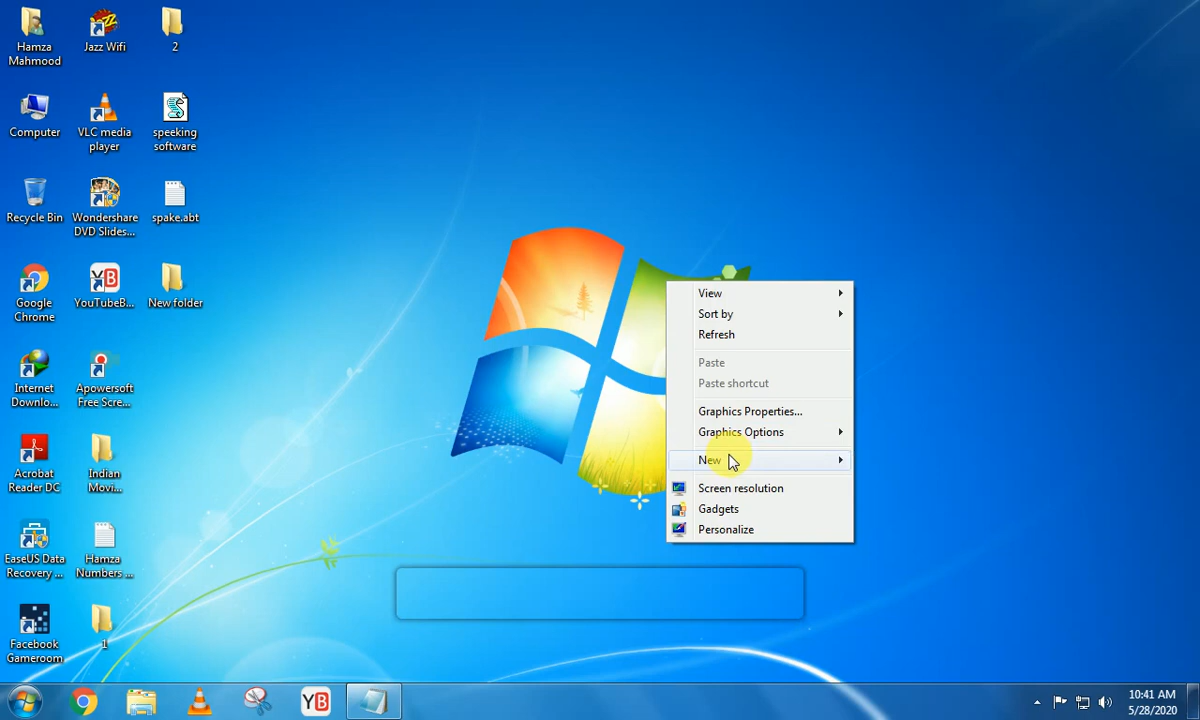 Hamza
Mahmood
Jazz Wifi
2
Computer
VLC media
player
speeking
software
Recycle Bin
Wondershare
DVD Slides...
spake.abt
Google
Chrome
YB
YouTubeB...
New folder
Internet
Downlo...
Apowersoft
Free Scre...
Acrobat
Reader DC
Indian
Movi...
EaseUS Data
Recovery ...
Hamza
Numbers ...
Facebook
Gameroom
1
View
Sort by
Refresh
Paste
Paste shortcut
Graphics Properties...
Graphics Options
New
Screen resolution
Gadgets
Personalize
YB
10:41 AM
5/28/2020